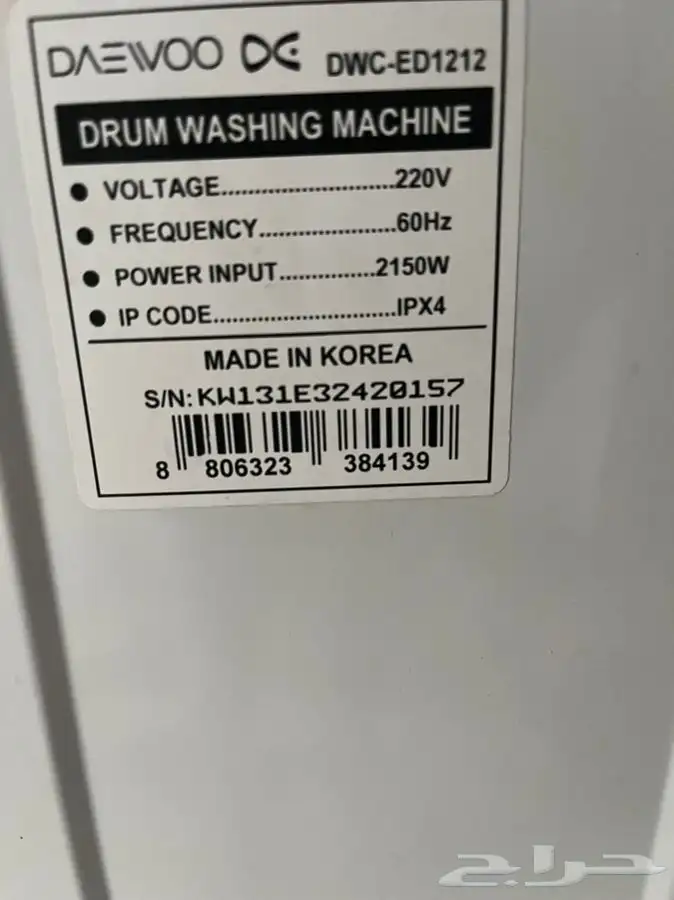 DAEWOO DWC-ED1212
DRUM WASHING MACHINE
● VOLTAGE..........................220V
● FREQUENCY.....................60Hz
● POWER INPUT...............2150W
● IP CODE............................IPX4
MADE IN KOREA
S/N: KW131E32420157
8 806323 384139
حراج